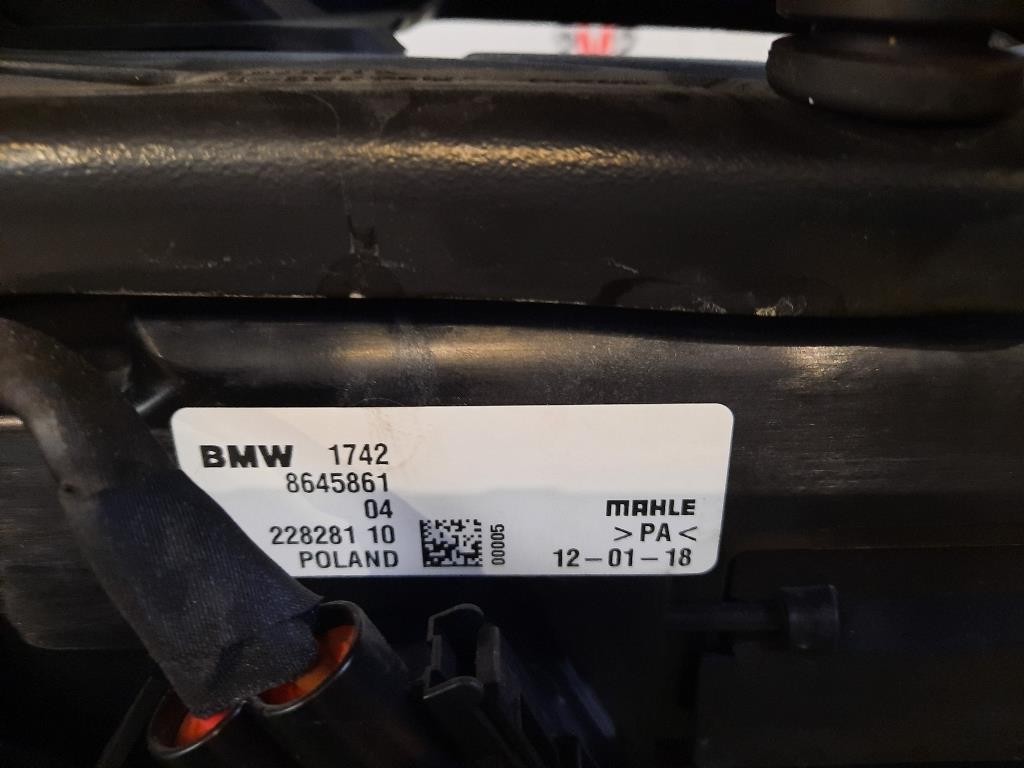 BMW 1742
8645861
04
228281 10
POLAND
00005
MAHLE
>PA<
12-01-18